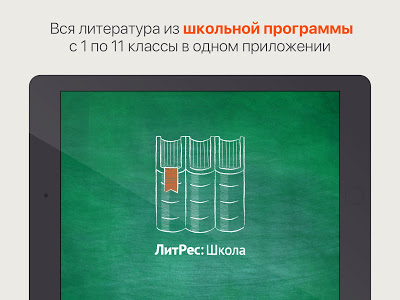 Вся литература из школьной программы
с 1 по 11 классы в одном приложении
ЛитРес: Школа